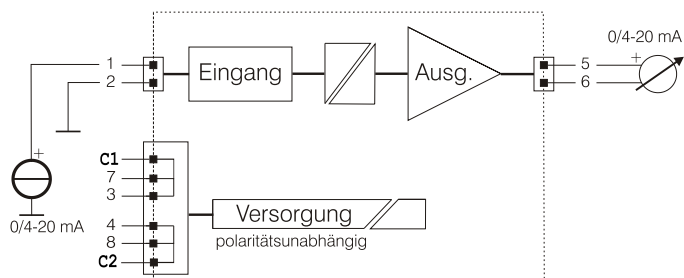 0/4-20 mA
1
2
Eingang
Ausg.
+
5
6
+
C1
7
3
0/4-20 mA
4
8
C2
Versorgung
polaritätsunabhängig